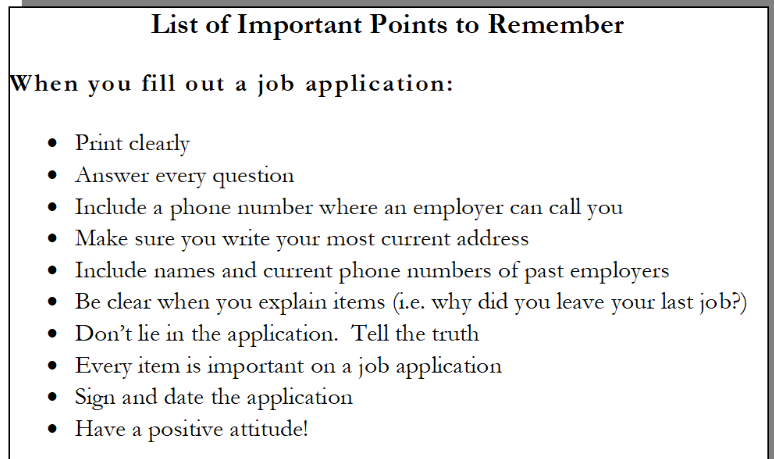 List of Important Points to Remember
When you fill out a job application:
• Print clearly
• Answer every question
• Include a phone number where an employer can call you
• Make sure you write your most current address
• Include names and current phone numbers of past employers
• Be clear when you explain items (i.e. why did you leave your last job?)
• Don't lie in the application.  Tell the truth
• Every item is important on a job application
• Sign and date the application
• Have a positive attitude!